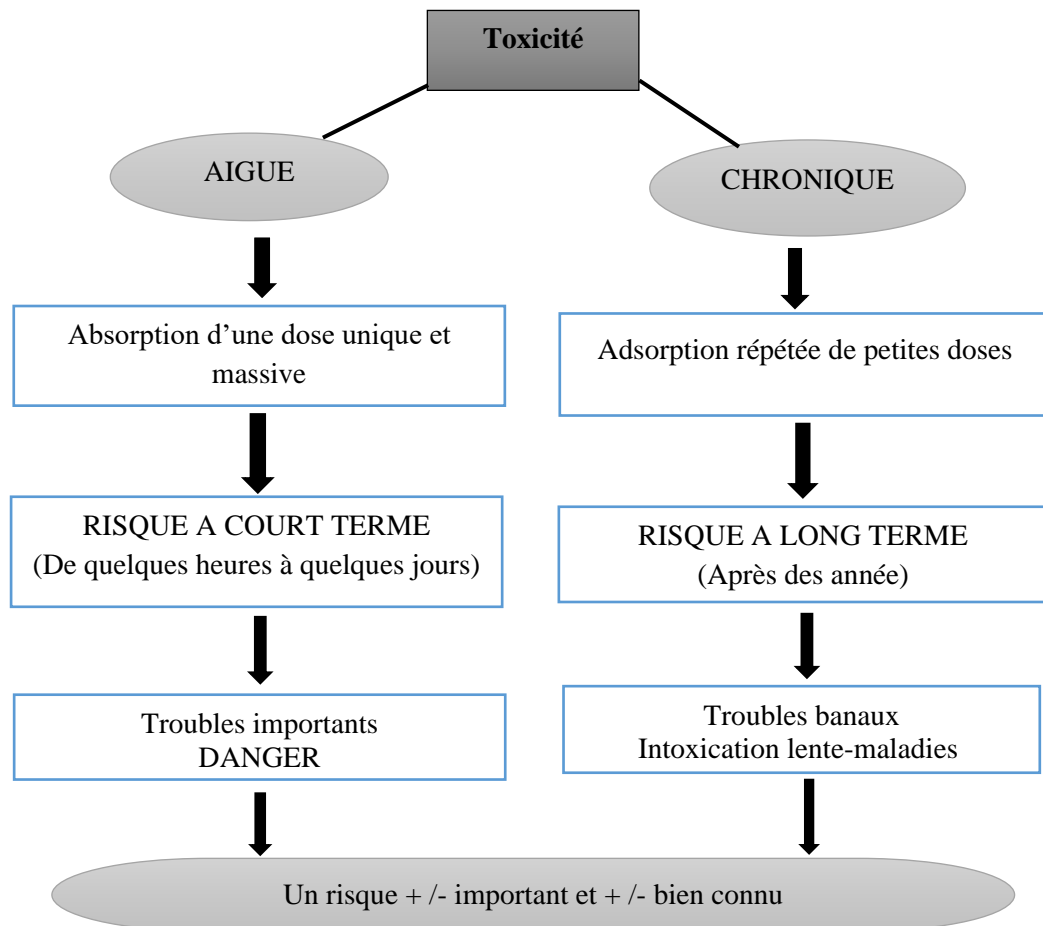 Toxicité
AIGUE
CHRONIQUE
Absorption d’une dose unique et
massive
Adsorption répétée de petites doses
RISQUE A COURT TERME
(De quelques heures à quelques jours)
RISQUE A LONG TERME
(Après des année)
Troubles importants
DANGER
Troubles banaux
Intoxication lente-maladies
Un risque + /- important et + /- bien connu